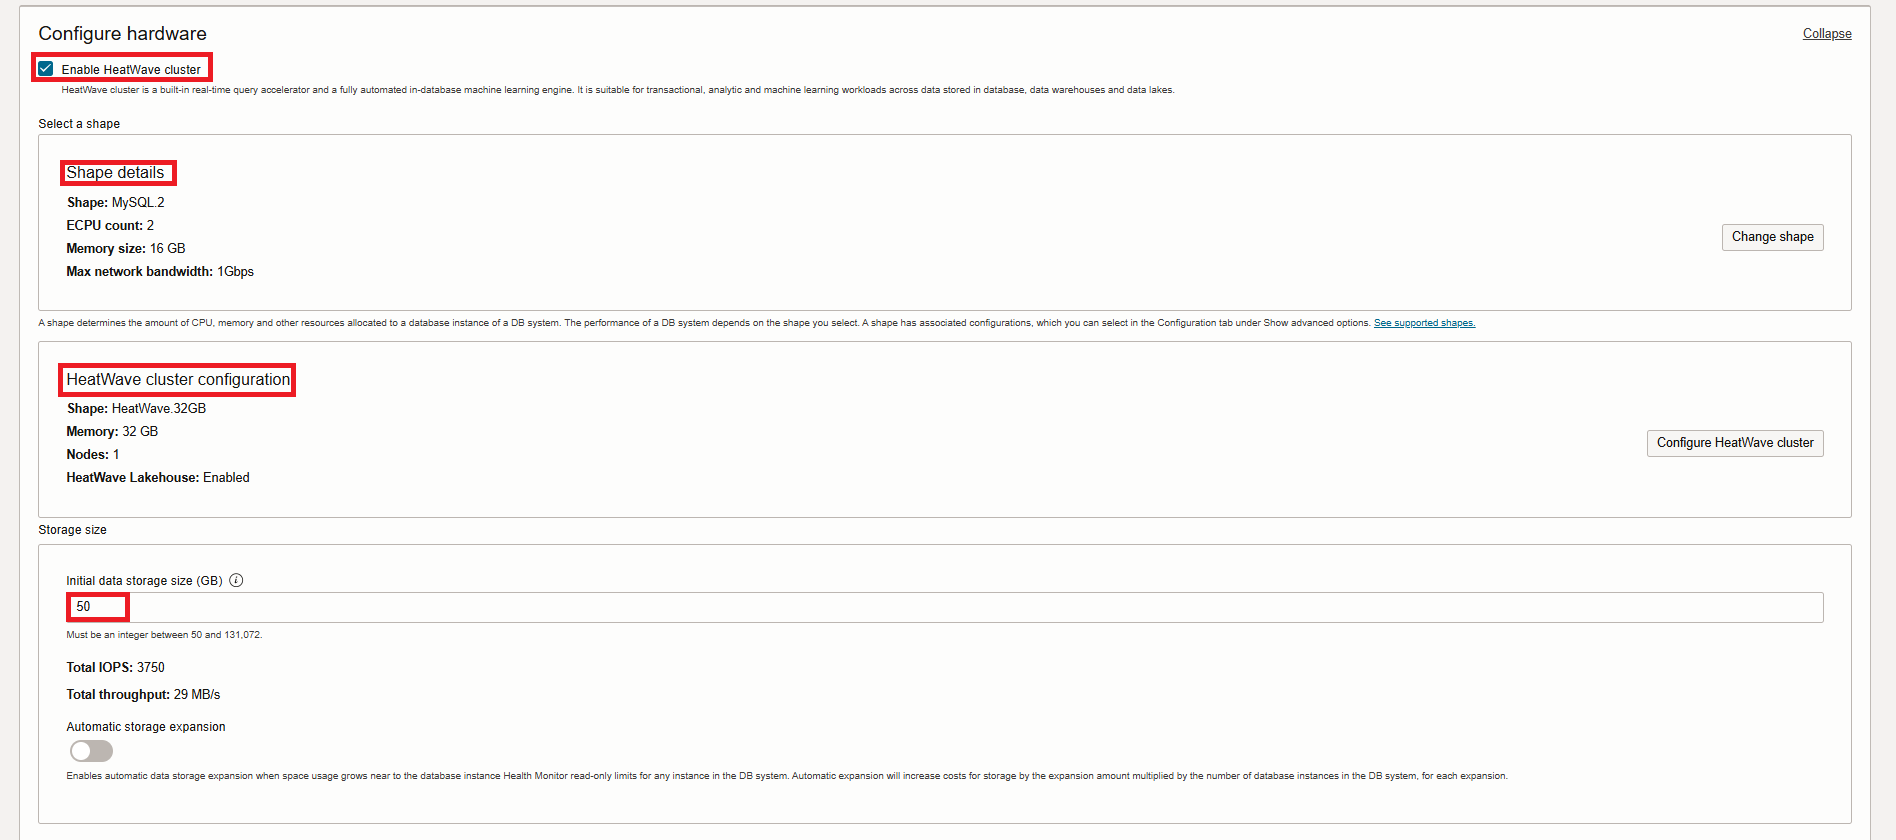 Configure hardware
Collapse
Enable HeatWave cluster
HeatWave cluster is a built-in real-time query accelerator and a fully automated in-database machine learning engine. It is suitable for transactional, analytic and machine learning workloads across data stored in database, data warehouses and data lakes.
Select a shape
Shape details
Shape: MySQL.2
ECPU count: 2
Memory size: 16 GB
Max network bandwidth: 1Gbps
Change shape
A shape determines the amount of CPU, memory and other resources allocated to a database instance of a DB system. The performance of a DB system depends on the shape you select. A shape has associated configurations, which you can select in the Configuration tab under Show advanced options. See supported shapes.
HeatWave cluster configuration
Shape: HeatWave.32GB
Memory: 32 GB
Nodes: 1
HeatWave Lakehouse: Enabled
Configure HeatWave cluster
Storage size
Initial data storage size (GB)
50
Must be an integer between 50 and 131,072.
Total IOPS: 3750
Total throughput: 29 MB/s
Automatic storage expansion
Enables automatic data storage expansion when space usage grows near to the database instance Health Monitor read-only limits for any instance in the DB system. Automatic expansion will increase costs for storage by the expansion amount multiplied by the number of database instances in the DB system, for each expansion.